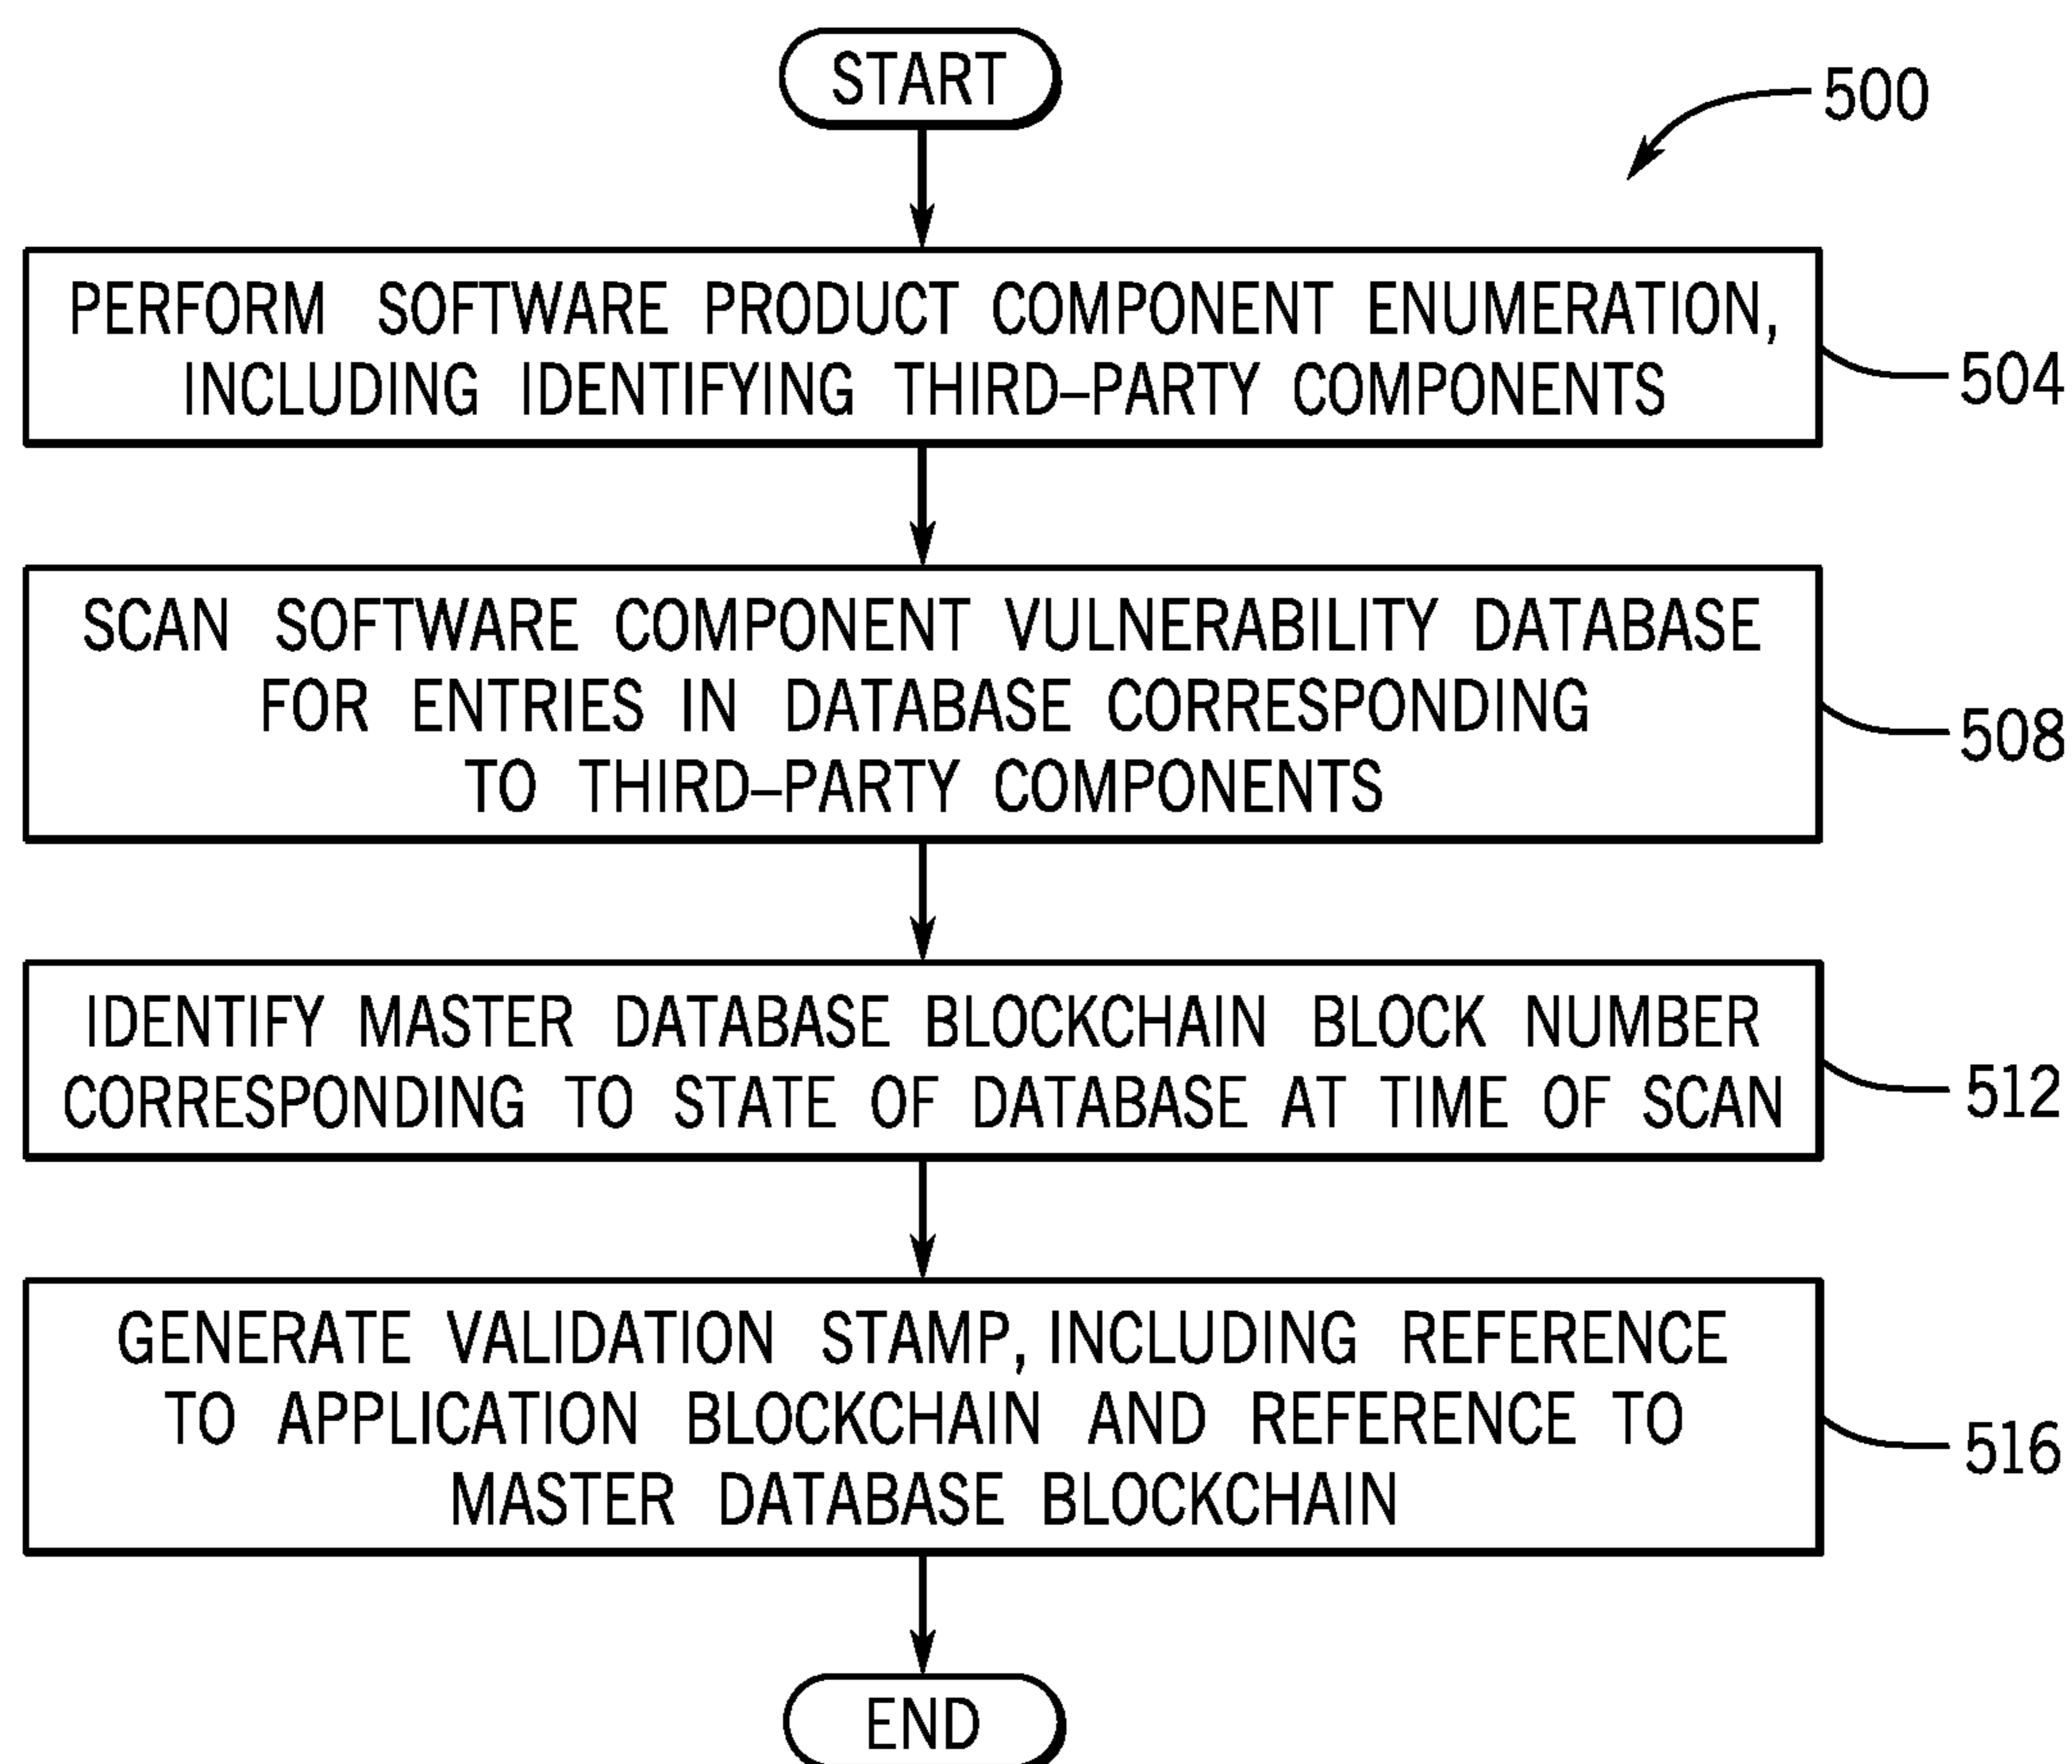 START
500
PERFORM SOFTWARE PRODUCT COMPONENT ENUMERATION,
INCLUDING IDENTIFYING THIRD–PARTY COMPONENTS
504
SCAN SOFTWARE COMPONENT VULNERABILITY DATABASE
FOR ENTRIES IN DATABASE CORRESPONDING
TO THIRD–PARTY COMPONENTS
508
IDENTIFY MASTER DATABASE BLOCKCHAIN BLOCK NUMBER
CORRESPONDING TO STATE OF DATABASE AT TIME OF SCAN
512
GENERATE VALIDATION STAMP, INCLUDING REFERENCE
TO APPLICATION BLOCKCHAIN AND REFERENCE TO
MASTER DATABASE BLOCKCHAIN
516
END